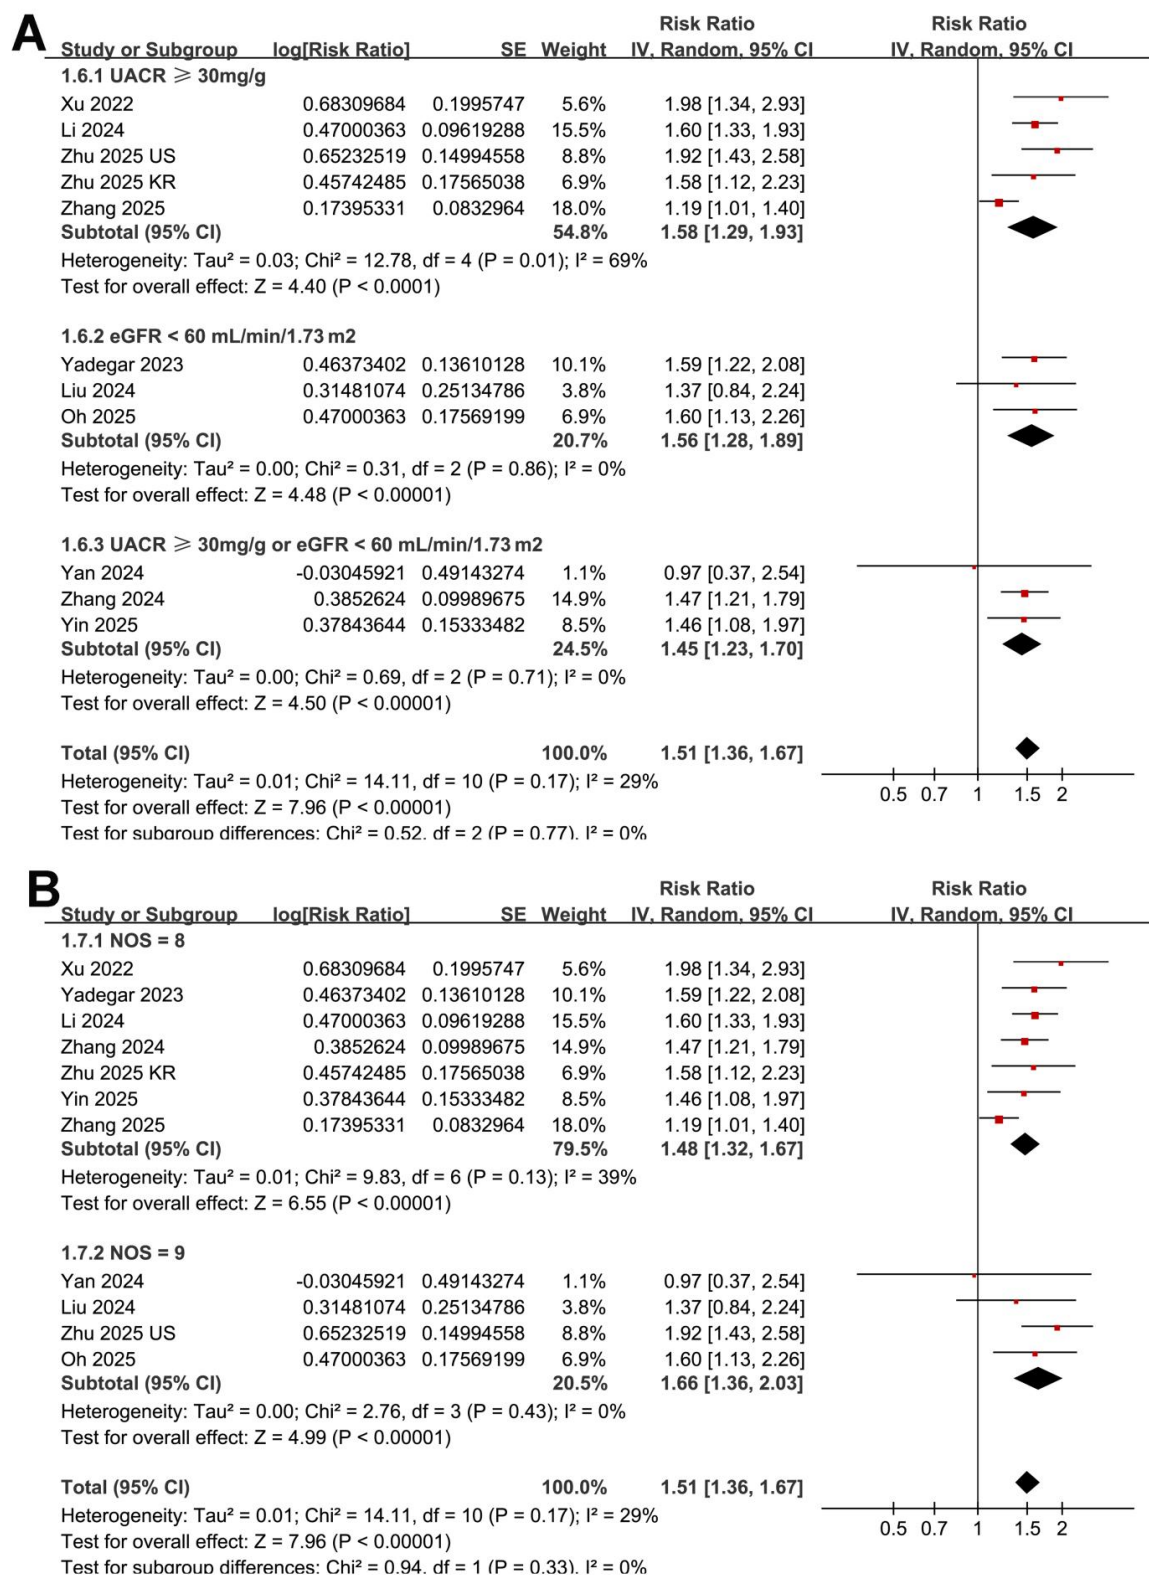 A
Risk Ratio Risk Ratio
Study or Subgroup log[Risk Ratio] SE Weight IV, Random, 95% CI IV, Random, 95% CI
1.6.1 UACR ⩾ 30mg/g
Xu 2022 0.68309684 0.1995747 5.6% 1.98 [1.34, 2.93]
Li 2024 0.47000363 0.09619288 15.5% 1.60 [1.33, 1.93]
Zhu 2025 US 0.65232519 0.14994558 8.8% 1.92 [1.43, 2.58]
Zhu 2025 KR 0.45742485 0.17565038 6.9% 1.58 [1.12, 2.23]
Zhang 2025 0.17395331 0.0832964 18.0% 1.19 [1.01, 1.40]
Subtotal (95% CI) 54.8% 1.58 [1.29, 1.93]
Heterogeneity: Tau² = 0.03; Chi² = 12.78, df = 4 (P = 0.01); I² = 69%
Test for overall effect: Z = 4.40 (P < 0.0001)
1.6.2 eGFR < 60 mL/min/1.73 m2
Yadegar 2023 0.46373402 0.13610128 10.1% 1.59 [1.22, 2.08]
Liu 2024 0.31481074 0.25134786 3.8% 1.37 [0.84, 2.24]
Oh 2025 0.47000363 0.17569199 6.9% 1.60 [1.13, 2.26]
Subtotal (95% CI) 20.7% 1.56 [1.28, 1.89]
Heterogeneity: Tau² = 0.00; Chi² = 0.31, df = 2 (P = 0.86); I² = 0%
Test for overall effect: Z = 4.48 (P < 0.00001)
1.6.3 UACR ⩾ 30mg/g or eGFR < 60 mL/min/1.73 m2
Yan 2024 -0.03045921 0.49143274 1.1% 0.97 [0.37, 2.54]
Zhang 2024 0.3852624 0.09989675 14.9% 1.47 [1.21, 1.79]
Yin 2025 0.37843644 0.15333482 8.5% 1.46 [1.08, 1.97]
Subtotal (95% CI) 24.5% 1.45 [1.23, 1.70]
Heterogeneity: Tau² = 0.00; Chi² = 0.69, df = 2 (P = 0.71); I² = 0%
Test for overall effect: Z = 4.50 (P < 0.00001)
Total (95% CI) 100.0% 1.51 [1.36, 1.67]
Heterogeneity: Tau² = 0.01; Chi² = 14.11, df = 10 (P = 0.17); I² = 29%
Test for overall effect: Z = 7.96 (P < 0.00001)
Test for subgroup differences: Chi² = 0.52, df = 2 (P = 0.77), I² = 0%
0.5 0.7 1 1.5 2
B
Risk Ratio Risk Ratio
Study or Subgroup log[Risk Ratio] SE Weight IV, Random, 95% CI IV, Random, 95% CI
1.7.1 NOS = 8
Xu 2022 0.68309684 0.1995747 5.6% 1.98 [1.34, 2.93]
Yadegar 2023 0.46373402 0.13610128 10.1% 1.59 [1.22, 2.08]
Li 2024 0.47000363 0.09619288 15.5% 1.60 [1.33, 1.93]
Zhang 2024 0.3852624 0.09989675 14.9% 1.47 [1.21, 1.79]
Zhu 2025 KR 0.45742485 0.17565038 6.9% 1.58 [1.12, 2.23]
Yin 2025 0.37843644 0.15333482 8.5% 1.46 [1.08, 1.97]
Zhang 2025 0.17395331 0.0832964 18.0% 1.19 [1.01, 1.40]
Subtotal (95% CI) 79.5% 1.48 [1.32, 1.67]
Heterogeneity: Tau² = 0.01; Chi² = 9.83, df = 6 (P = 0.13); I² = 39%
Test for overall effect: Z = 6.55 (P < 0.00001)
1.7.2 NOS = 9
Yan 2024 -0.03045921 0.49143274 1.1% 0.97 [0.37, 2.54]
Liu 2024 0.31481074 0.25134786 3.8% 1.37 [0.84, 2.24]
Zhu 2025 US 0.65232519 0.14994558 8.8% 1.92 [1.43, 2.58]
Oh 2025 0.47000363 0.17569199 6.9% 1.60 [1.13, 2.26]
Subtotal (95% CI) 20.5% 1.66 [1.36, 2.03]
Heterogeneity: Tau² = 0.00; Chi² = 2.76, df = 3 (P = 0.43); I² = 0%
Test for overall effect: Z = 4.99 (P < 0.00001)
Total (95% CI) 100.0% 1.51 [1.36, 1.67]
Heterogeneity: Tau² = 0.01; Chi² = 14.11, df = 10 (P = 0.17); I² = 29%
Test for overall effect: Z = 7.96 (P < 0.00001)
Test for subgroup differences: Chi² = 0.94, df = 1 (P = 0.33), I² = 0%
0.5 0.7 1 1.5 2